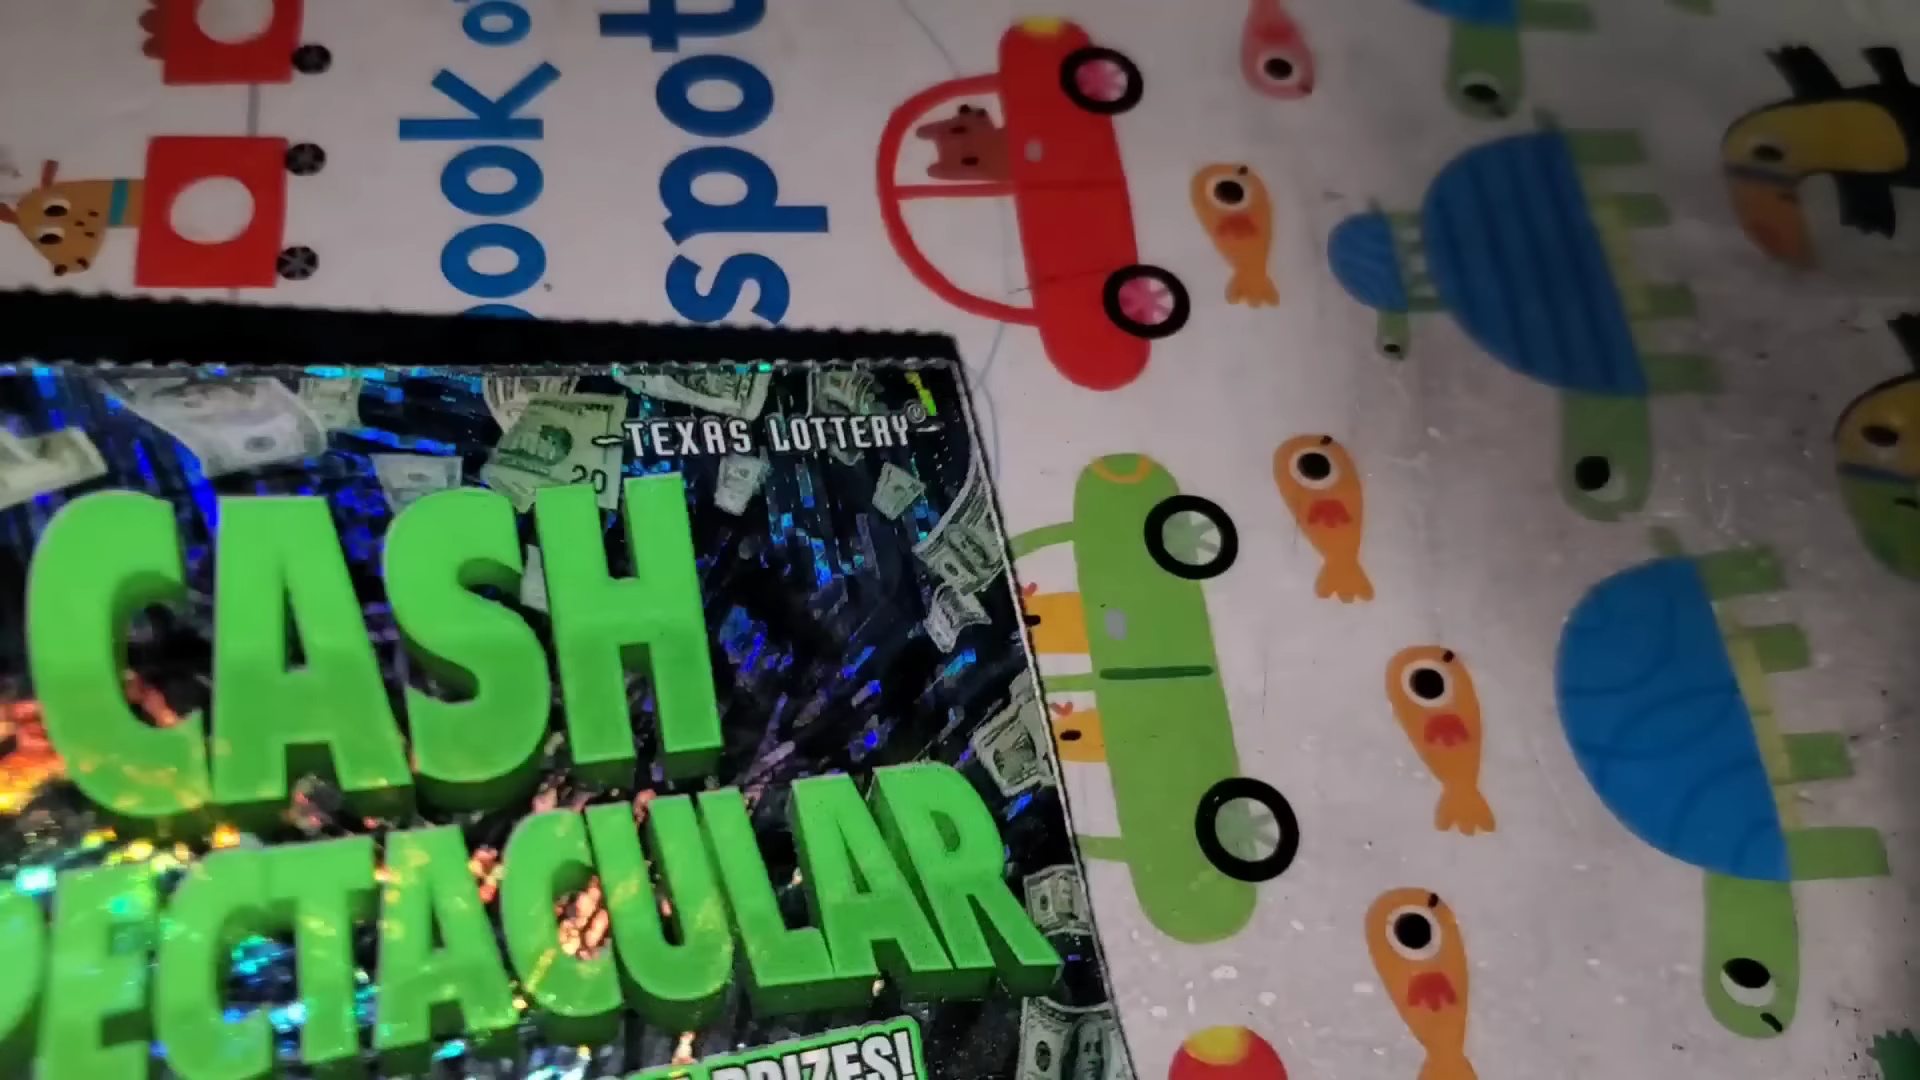 ook o
spot
TEXAS LOTTERY®
CASH
PECTACULAR
PRIZES!
20